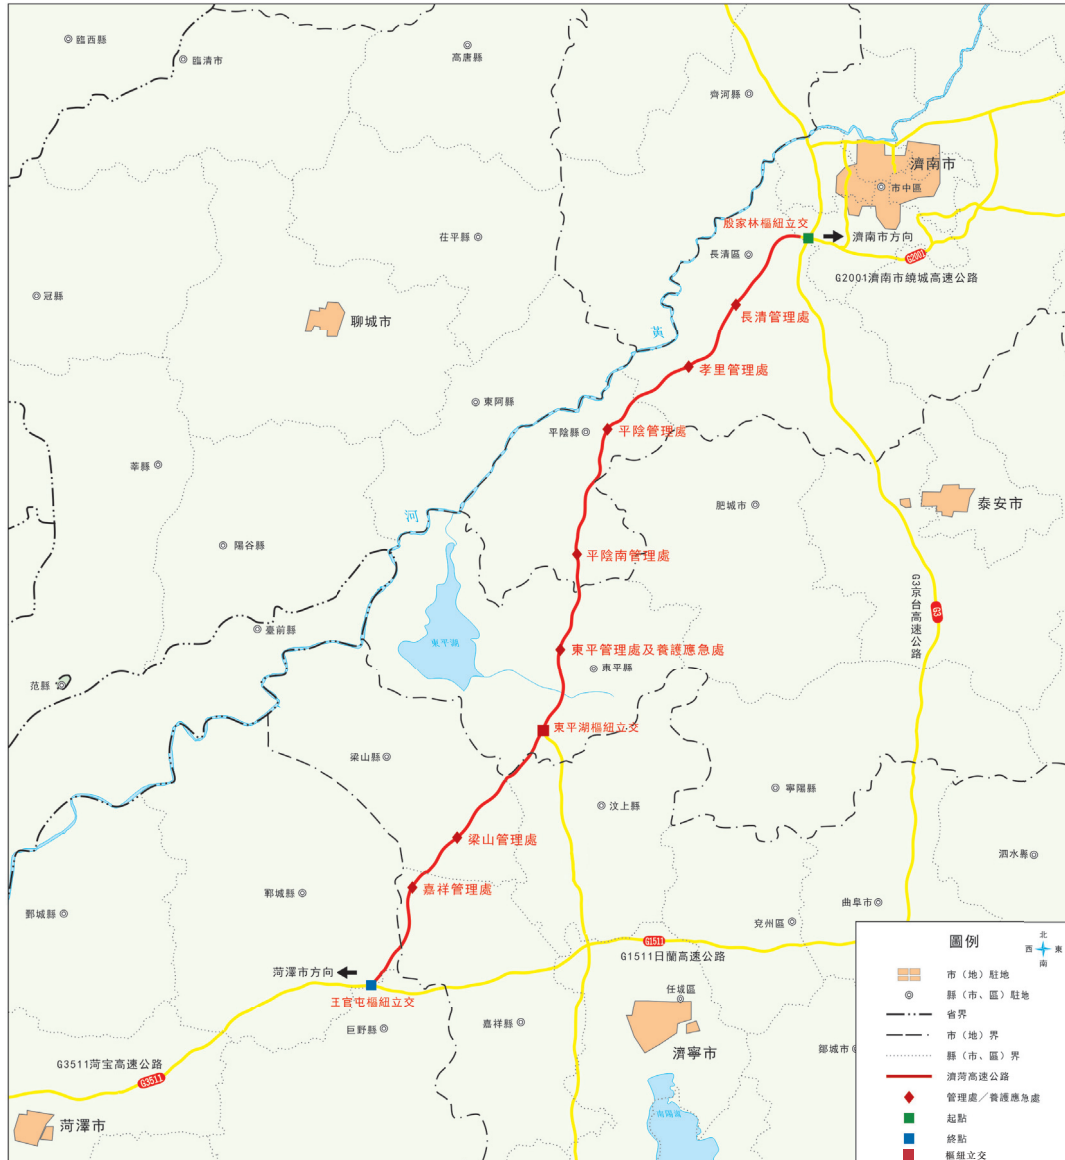 臨西縣
臨清市
高唐縣
齊河縣
濟南市
市中區
殷家林樞紐立交
濟南市方向
茌平縣
長清區
G2001
G2001濟南市繞城高速公路
冠縣
聊城市
長清管理處
黃
孝里管理處
東阿縣
平陰縣
平陰管理處
莘縣
肥城市
泰安市
河
陽谷縣
平陰南管理處
G3京台高速公路
G3
臺前縣
東平湖
東平管理處及養護應急處
東平縣
范縣
東平湖樞紐立交
梁山縣
寧陽縣
汶上縣
梁山管理處
泗水縣
嘉祥管理處
鄆城縣
曲阜市
鄄城縣
兗州區
G1511
G1511日蘭高速公路
菏澤市方向
王官屯樞紐立交
任城區
巨野縣
嘉祥縣
濟寧市
鄒城市
G3511菏宝高速公路
G3511
南陽區
菏澤市
圖例
北
西
東
南
市（地）駐地
縣（市、區）駐地
省界
市（地）界
縣（市、區）界
濟菏高速公路
管理處／養護應急處
起點
終點
樞紐立交